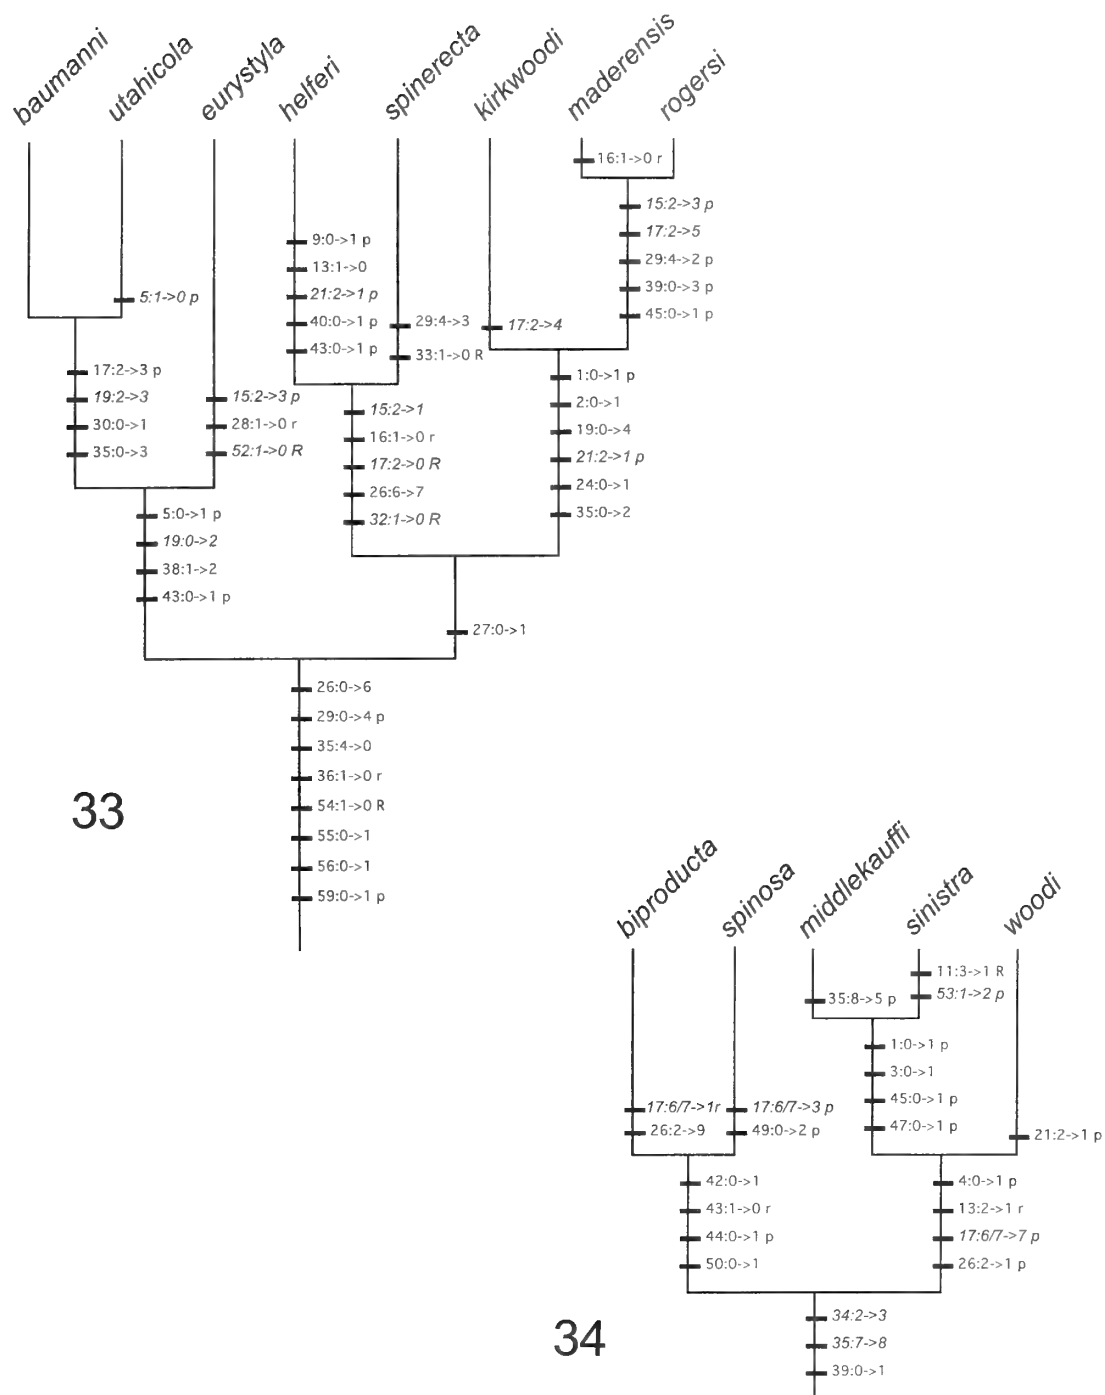 baumanni
utahicola
eurystyla
helferi
spinerecta
kirkwoodi
maderensis
rogersi
16:1->0 r
15:2->3 p
17:2->5
29:4->2 p
39:0->3 p
45:0->1 p
9:0->1 p
13:1->0
21:2->1 p
40:0->1 p
43:0->1 p
5:1->0 p
29:4->3
33:1->0 R
17:2->4
17:2->3 p
19:2->3
30:0->1
35:0->3
15:2->3 p
28:1->0 r
52:1->0 R
15:2->1
16:1->0 r
17:2->0 R
26:6->7
32:1->0 R
1:0->1 p
2:0->1
19:0->4
21:2->1 p
24:0->1
35:0->2
5:0->1 p
19:0->2
38:1->2
43:0->1 p
27:0->1
26:0->6
29:0->4 p
35:4->0
36:1->0 r
54:1->0 R
55:0->1
56:0->1
59:0->1 p
33
biproducta
spinosa
middlekauffi
sinistra
woodi
11:3->1 R
53:1->2 p
35:8->5 p
1:0->1 p
3:0->1
45:0->1 p
47:0->1 p
17:6/7->1r
26:2->9
17:6/7->3 p
49:0->2 p
21:2->1 p
42:0->1
43:1->0 r
44:0->1 p
50:0->1
4:0->1 p
13:2->1 r
17:6/7->7 p
26:2->1 p
34:2->3
35:7->8
39:0->1
34